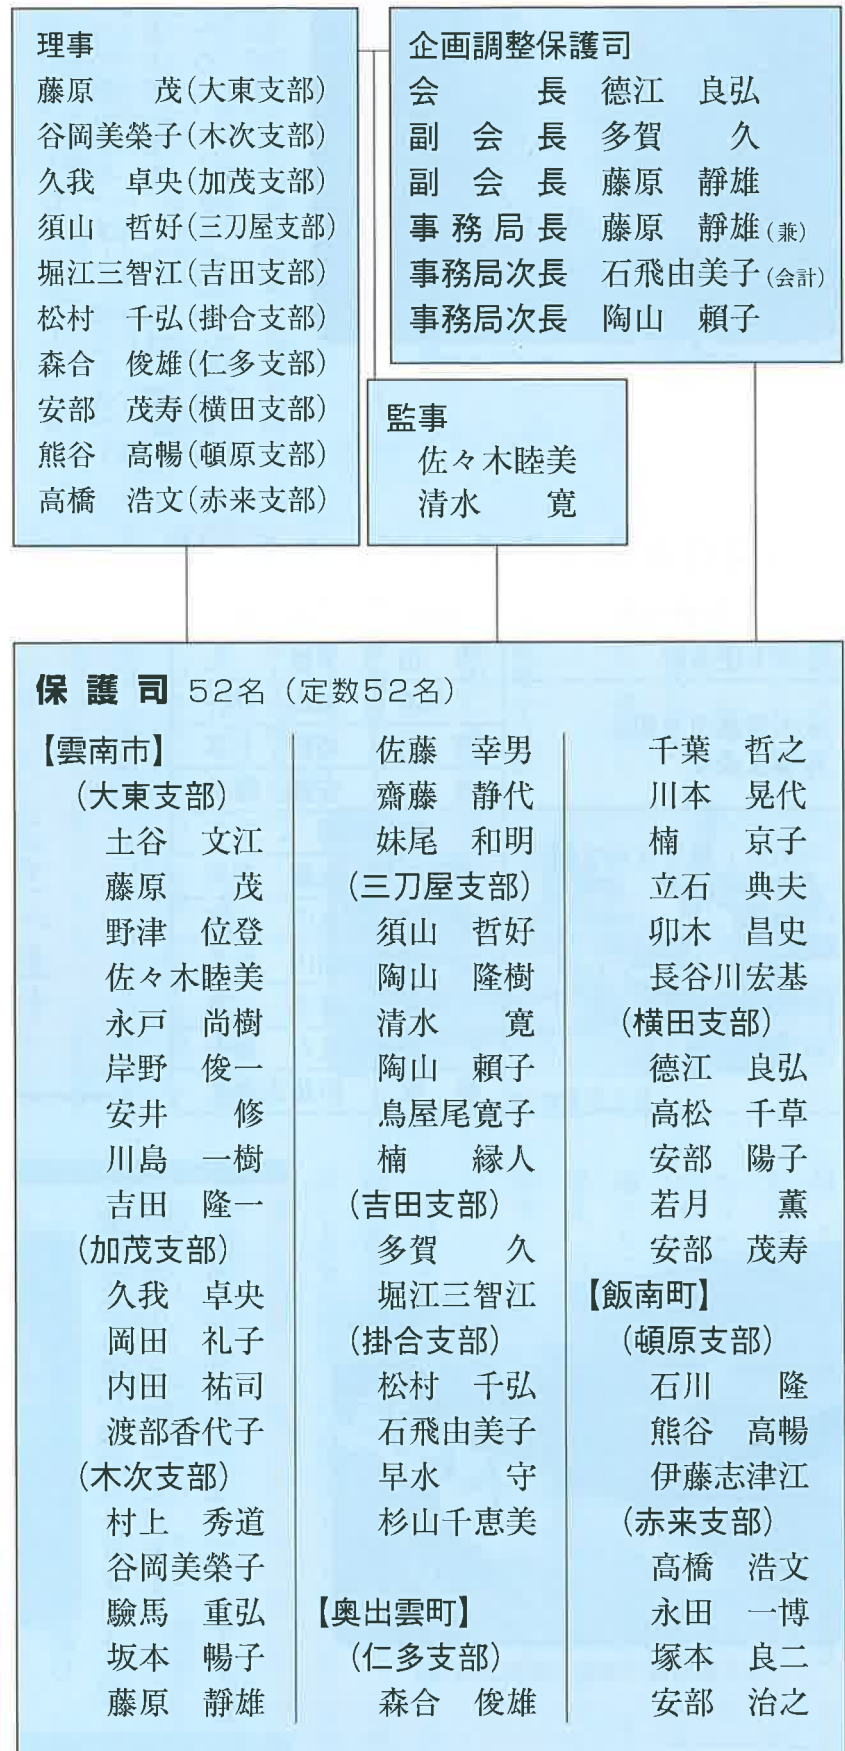 理事
藤原　茂(大東支部)
谷岡美榮子(木次支部)
久我　卓央(加茂支部)
須山　哲好(三刀屋支部)
堀江三智江(吉田支部)
松村　千弘(掛合支部)
森合　俊雄(仁多支部)
安部　茂寿(横田支部)
熊谷　高暢(頓原支部)
高橋　浩文(赤来支部)
企画調整保護司
会長　德江　良弘
副会長　多賀　久
副会長　藤原　靜雄
事務局長　藤原　靜雄(兼)
事務局次長　石飛由美子(会計)
事務局次長　陶山　賴子
監事
佐々木睦美
清水　寛
保護司 52名（定数52名）
【雲南市】
（大東支部）
土谷　文江
藤原　茂
野津　位登
佐々木睦美
永戸　尚樹
岸野　俊一
安井　修
川島　一樹
吉田　隆一
（加茂支部）
久我　卓央
岡田　礼子
内田　祐司
渡部香代子
（木次支部）
村上　秀道
谷岡美榮子
驗馬　重弘
坂本　暢子
藤原　靜雄
佐藤　幸男
齋藤　静代
妹尾　和明
（三刀屋支部）
須山　哲好
陶山　隆樹
清水　寛
陶山　賴子
鳥屋尾寛子
楠　縁人
（吉田支部）
多賀　久
堀江三智江
（掛合支部）
松村　千弘
石飛由美子
早水　守
杉山千恵美
【奥出雲町】
（仁多支部）
森合　俊雄
千葉　哲之
川本　晃代
楠　京子
立石　典夫
卯木　昌史
長谷川宏基
（横田支部）
德江　良弘
高松　千草
安部　陽子
若月　薫
安部　茂寿
【飯南町】
（頓原支部）
石川　隆
熊谷　高暢
伊藤志津江
（赤来支部）
高橋　浩文
永田　一博
塚本　良二
安部　治之